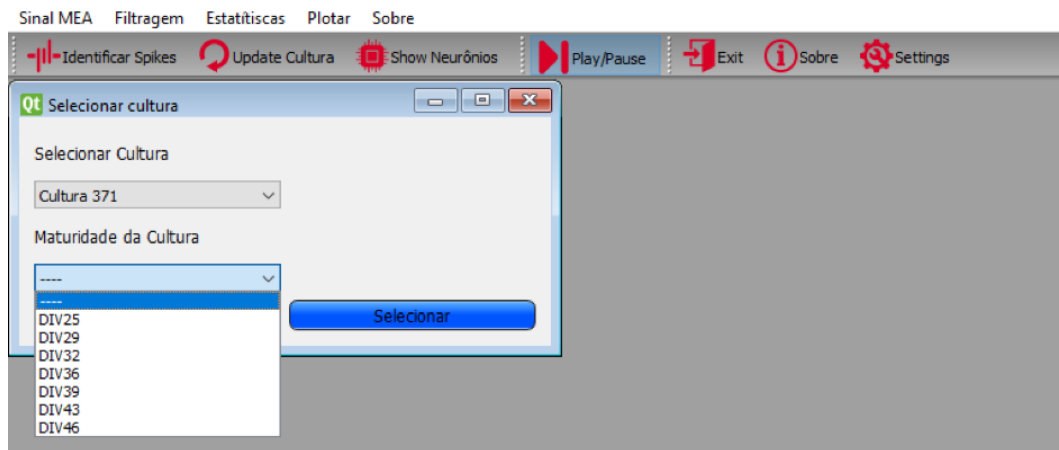 Sinal MEA Filtragem Estatítiscas Plotar Sobre
Identificar Spikes Update Cultura Show Neurônios Play/Pause Exit Sobre Settings
Qt Selecionar cultura
Selecionar Cultura
Cultura 371
Maturidade da Cultura
----
----
DIV25
Selecionar
DIV29
DIV32
DIV36
DIV39
DIV43
DIV46